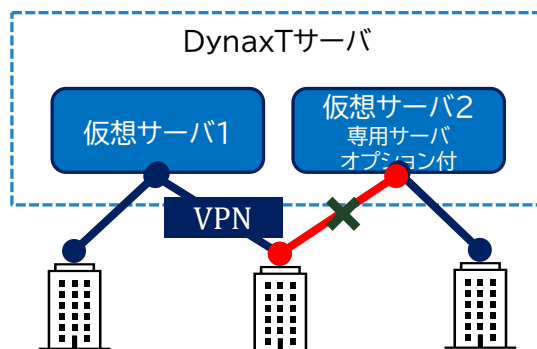 DynaxTサーバ
仮想サーバ1
仮想サーバ2
専用サーバ
オプション付
VPN